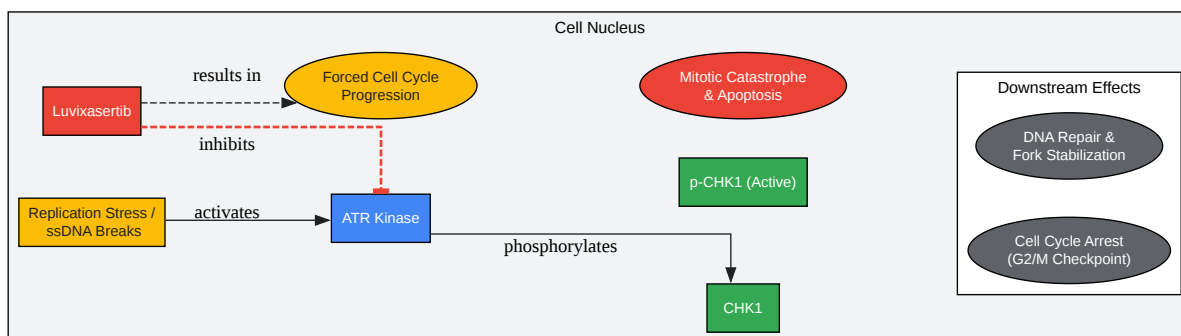 Cell Nucleus
results in
Forced Cell Cycle
Progression
Mitotic Catastrophe
& Apoptosis
Luvixasertib
inhibits
Downstream Effects
DNA Repair &
Fork Stabilization
p-CHK1 (Active)
Replication Stress /
ssDNA Breaks
activates
ATR Kinase
phosphorylates
Cell Cycle Arrest
(G2/M Checkpoint)
CHK1